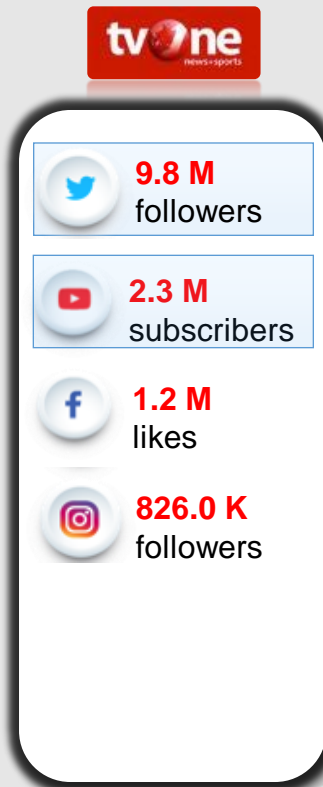 tvOne
news+sports
9.8 M
followers
2.3 M
subscribers
1.2 M
likes
826.0 K
followers